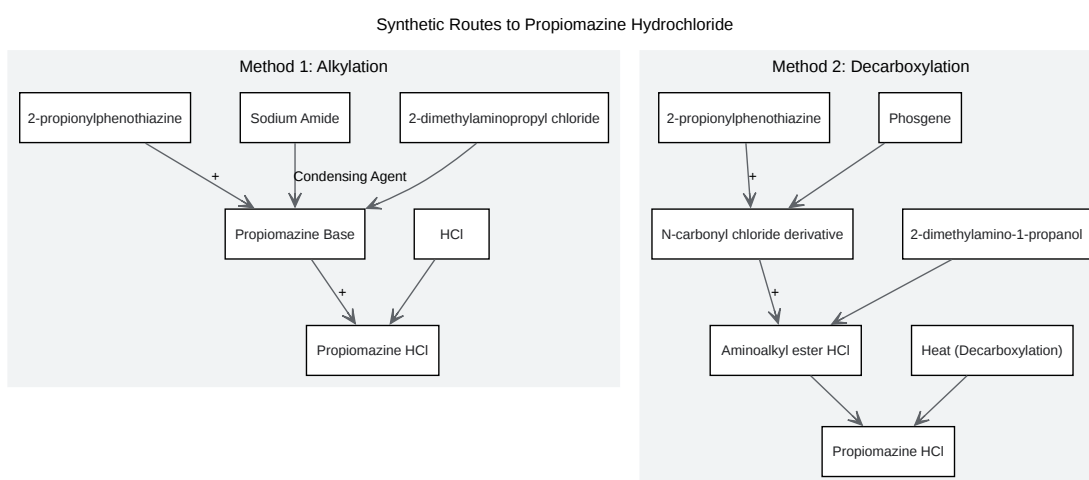 Synthetic Routes to Propiomazine Hydrochloride
Method 1: Alkylation
2-propionylphenothiazine
Sodium Amide
2-dimethylaminopropyl chloride
+
Condensing Agent
Propiomazine Base
HCl
+
Propiomazine HCl
Method 2: Decarboxylation
2-propionylphenothiazine
Phosgene
+
N-carbonyl chloride derivative
2-dimethylamino-1-propanol
+
Aminoalkyl ester HCl
Heat (Decarboxylation)
Propiomazine HCl